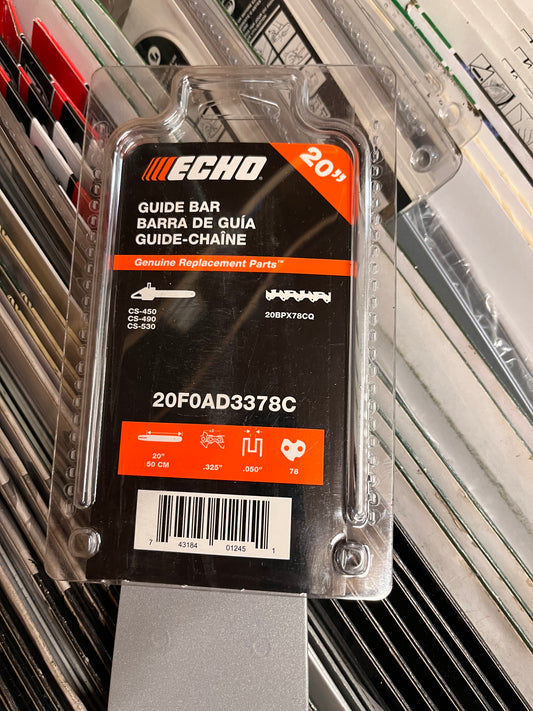 ECHO®
20"
GUIDE BAR
BARRA DE GUÍA
GUIDE-CHAÎNE
Genuine Replacement Parts™
CS-450
CS-490
CS-530
20BPX78CQ
20F0AD3378C
20"
50 CM
.325"
.050"
78
7 43184 01245 1